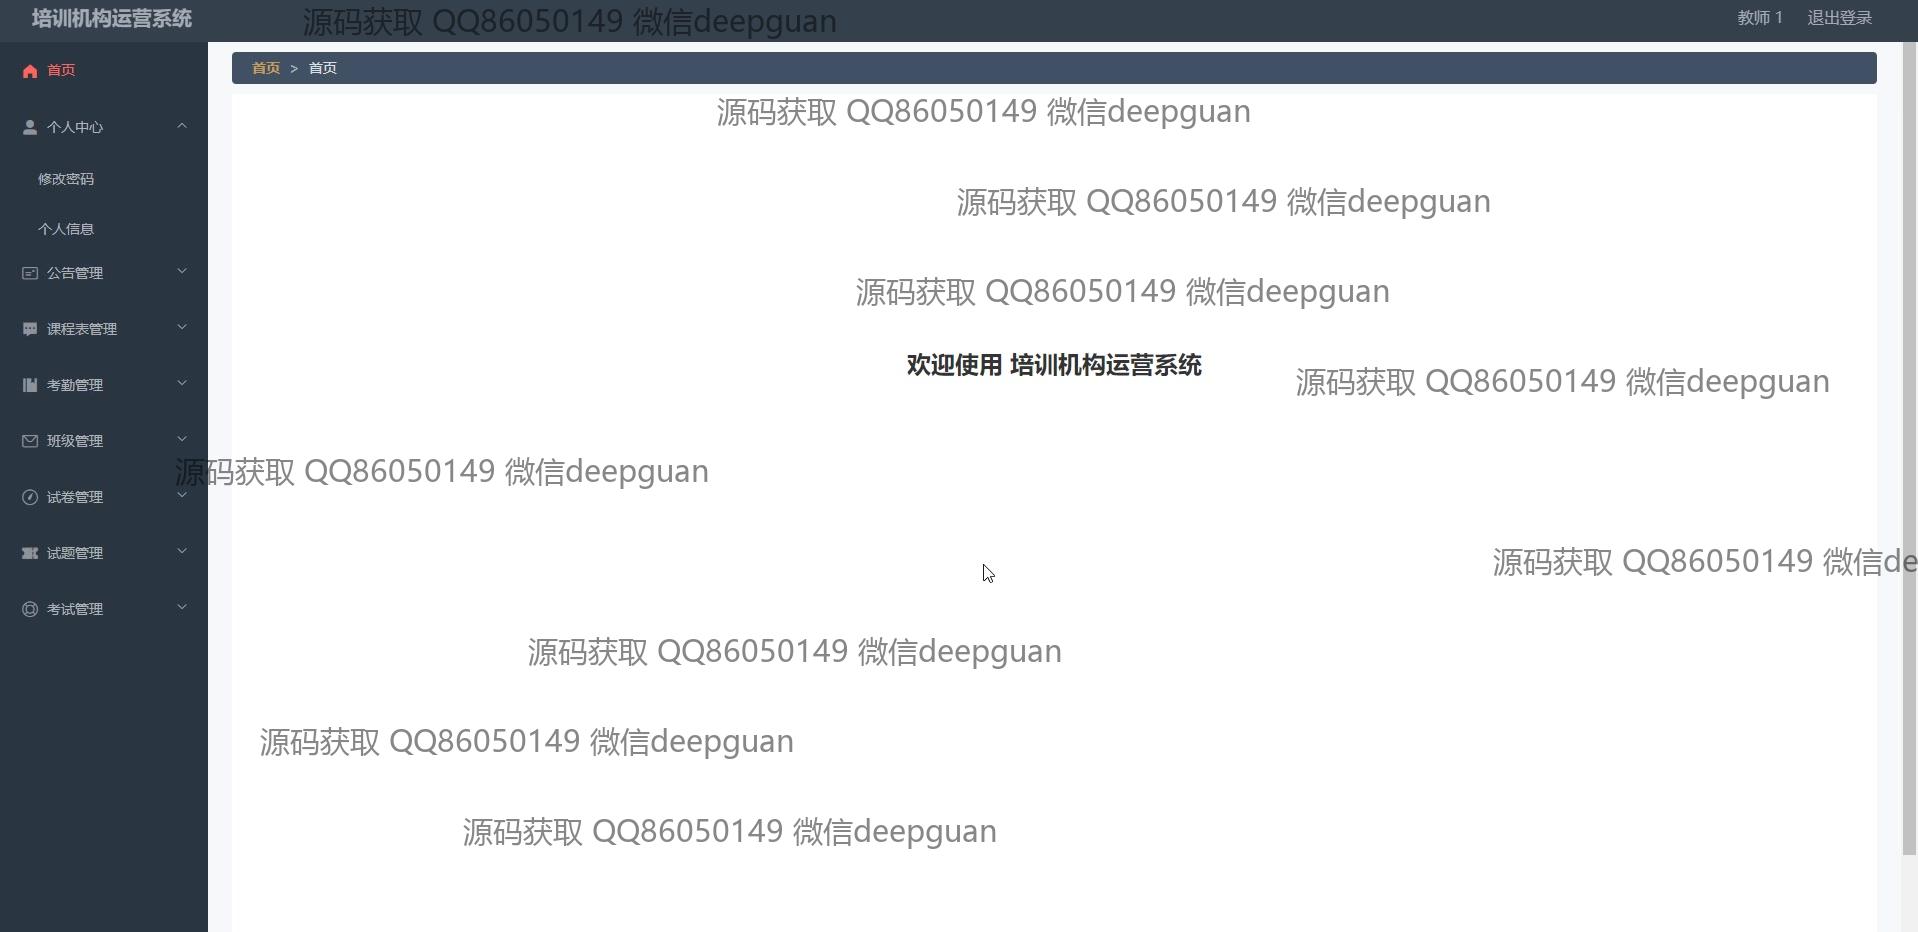 培训机构运营系统
源码获取 QQ86050149 微信deepguan
教师 1
退出登录
首页
首页 > 首页
个人中心
修改密码
个人信息
公告管理
课程表管理
考勤管理
班级管理
试卷管理
试题管理
考试管理
源码获取 QQ86050149 微信deepguan
源码获取 QQ86050149 微信deepguan
源码获取 QQ86050149 微信deepguan
欢迎使用 培训机构运营系统
源码获取 QQ86050149 微信deepguan
源码获取 QQ86050149 微信deepguan
源码获取 QQ86050149 微信de
源码获取 QQ86050149 微信deepguan
源码获取 QQ86050149 微信deepguan
源码获取 QQ86050149 微信deepguan